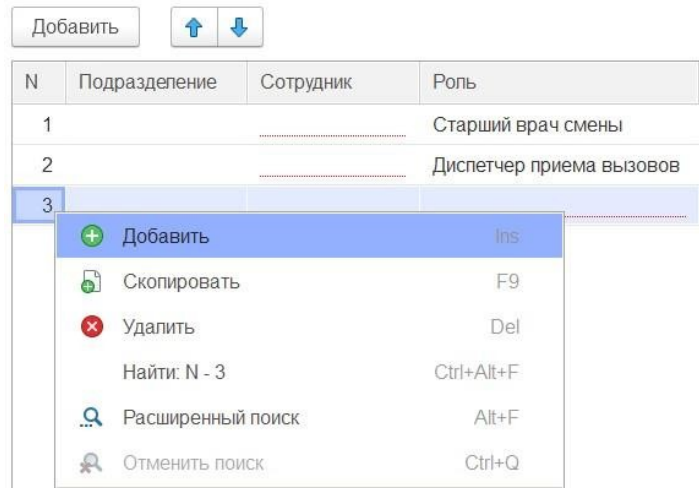 Добавить
N Подразделение Сотрудник Роль
1 Старший врач смены
2 Диспетчер приема вызовов
3
Добавить Ins
Скопировать F9
Удалить Del
Найти: N - 3 Ctrl+Alt+F
Расширенный поиск Alt+F
Отменить поиск Ctrl+Q